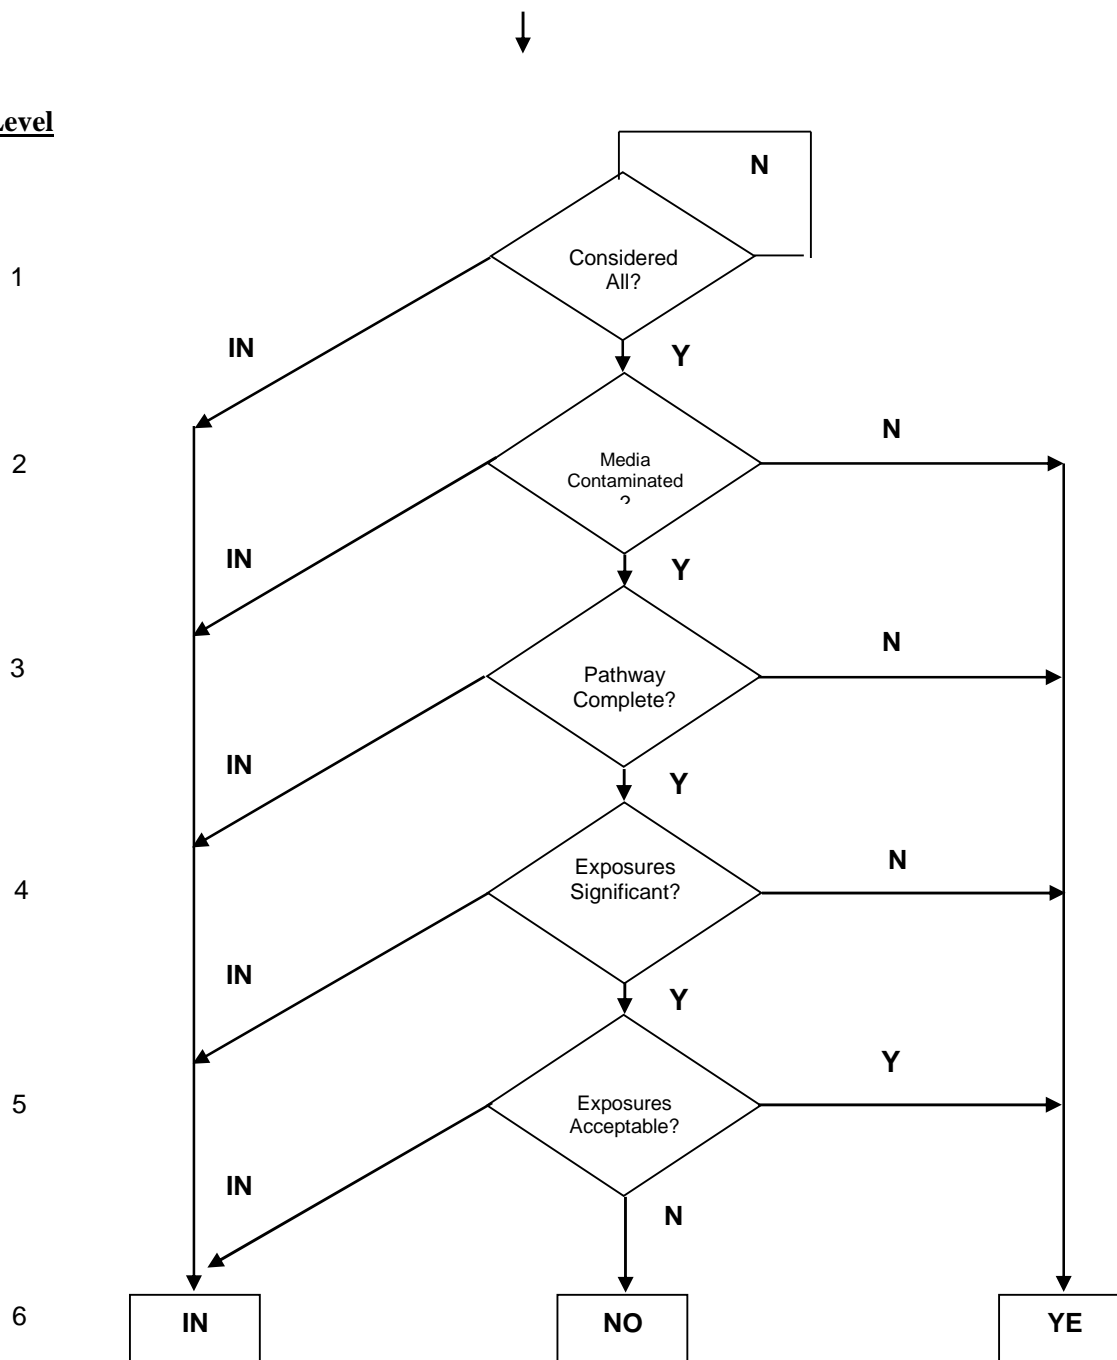 Level
N
1
Considered
All?
IN
Y
2
Media
Contaminated
?
N
IN
Y
3
Pathway
Complete?
N
IN
Y
4
Exposures
Significant?
N
IN
Y
5
Exposures
Acceptable?
Y
IN
N
6
IN
NO
YE